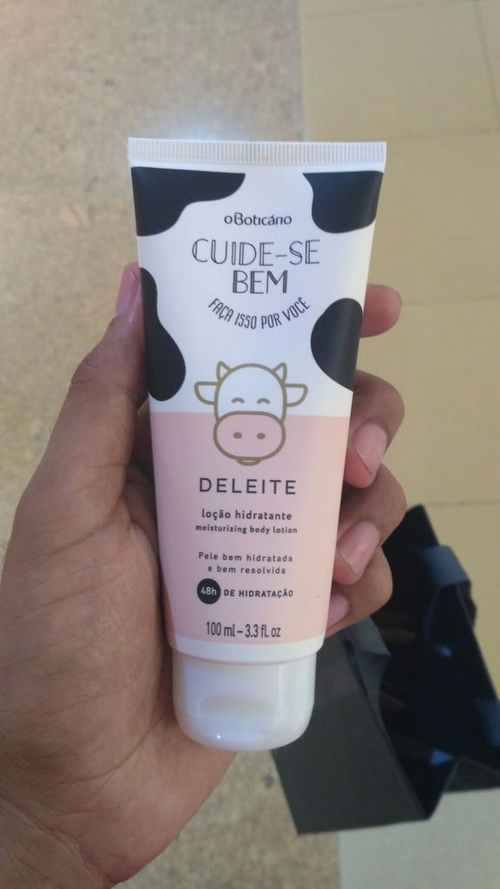 oBoticário
CUIDE-SE
BEM
FAÇA ISSO POR VOCÊ
DELEITE
loção hidratante
moisturizing body lotion
Pele bem hidratada
e bem resolvida
48h DE HIDRATAÇÃO
100 ml – 3.3 fl. oz